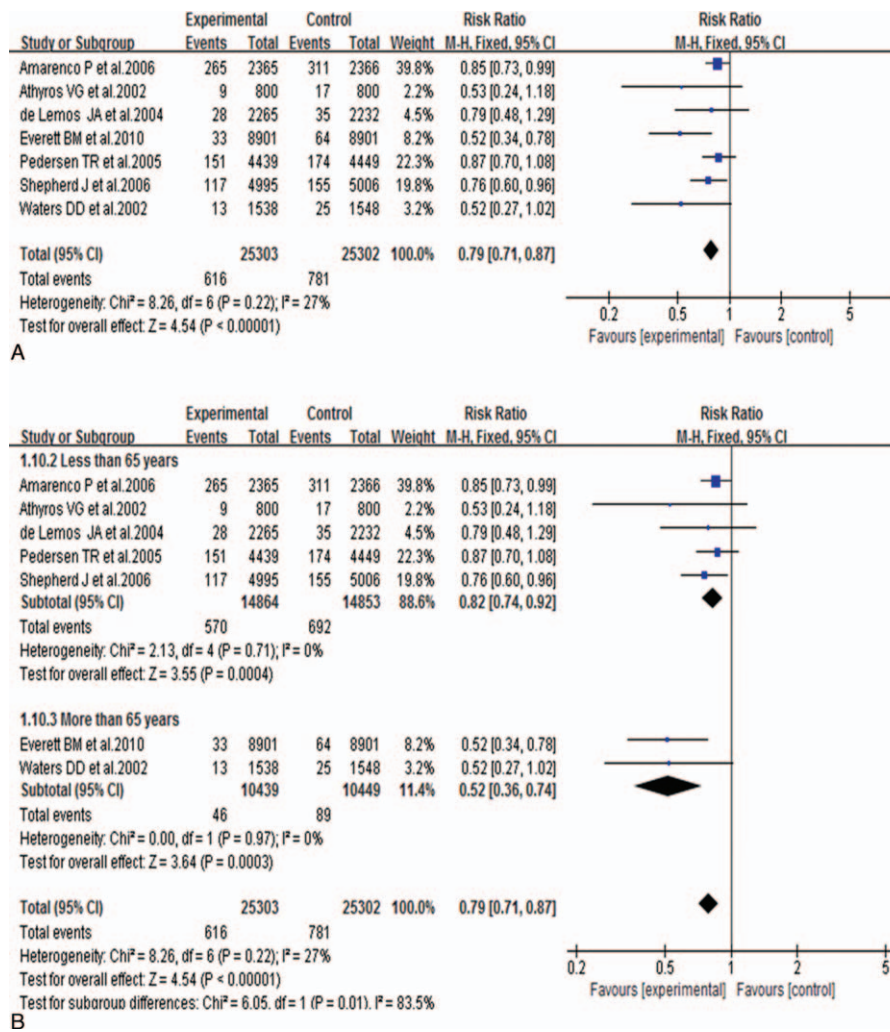 Experimental Control Risk Ratio Risk Ratio
Study or Subgroup Events Total Events Total Weight M-H, Fixed, 95% CI M-H, Fixed, 95% CI
Amarenco P et al.2006 265 2365 311 2366 39.8% 0.85 [0.73, 0.99]
Athyros VG et al.2002 9 800 17 800 2.2% 0.53 [0.24, 1.18]
de Lemos JA et al.2004 28 2265 35 2232 4.5% 0.79 [0.48, 1.29]
Everett BM et al.2010 33 8901 64 8901 8.2% 0.52 [0.34, 0.78]
Pedersen TR et al.2005 151 4439 174 4449 22.3% 0.87 [0.70, 1.08]
Shepherd J et al.2006 117 4995 155 5006 19.8% 0.76 [0.60, 0.96]
Waters DD et al.2002 13 1538 25 1548 3.2% 0.52 [0.27, 1.02]
Total (95% CI) 25303 25302 100.0% 0.79 [0.71, 0.87]
Total events 616 781
Heterogeneity: Chi² = 8.26, df = 6 (P = 0.22); I² = 27%
Test for overall effect: Z = 4.54 (P < 0.00001)
0.2 0.5 1 2 5
Favours [experimental] Favours [control]
A
Experimental Control Risk Ratio Risk Ratio
Study or Subgroup Events Total Events Total Weight M-H, Fixed, 95% CI M-H, Fixed, 95% CI
1.10.2 Less than 65 years
Amarenco P et al.2006 265 2365 311 2366 39.8% 0.85 [0.73, 0.99]
Athyros VG et al.2002 9 800 17 800 2.2% 0.53 [0.24, 1.18]
de Lemos JA et al.2004 28 2265 35 2232 4.5% 0.79 [0.48, 1.29]
Pedersen TR et al.2005 151 4439 174 4449 22.3% 0.87 [0.70, 1.08]
Shepherd J et al.2006 117 4995 155 5006 19.8% 0.76 [0.60, 0.96]
Subtotal (95% CI) 14864 14853 88.6% 0.82 [0.74, 0.92]
Total events 570 692
Heterogeneity: Chi² = 2.13, df = 4 (P = 0.71); I² = 0%
Test for overall effect: Z = 3.55 (P = 0.0004)
1.10.3 More than 65 years
Everett BM et al.2010 33 8901 64 8901 8.2% 0.52 [0.34, 0.78]
Waters DD et al.2002 13 1538 25 1548 3.2% 0.52 [0.27, 1.02]
Subtotal (95% CI) 10439 10449 11.4% 0.52 [0.36, 0.74]
Total events 46 89
Heterogeneity: Chi² = 0.00, df = 1 (P = 0.97); I² = 0%
Test for overall effect: Z = 3.64 (P = 0.0003)
Total (95% CI) 25303 25302 100.0% 0.79 [0.71, 0.87]
Total events 616 781
Heterogeneity: Chi² = 8.26, df = 6 (P = 0.22); I² = 27%
Test for overall effect: Z = 4.54 (P < 0.00001)
Test for subgroup differences: Chi² = 6.05, df = 1 (P = 0.01), I² = 83.5%
0.2 0.5 1 2 5
Favours [experimental] Favours [control]
B